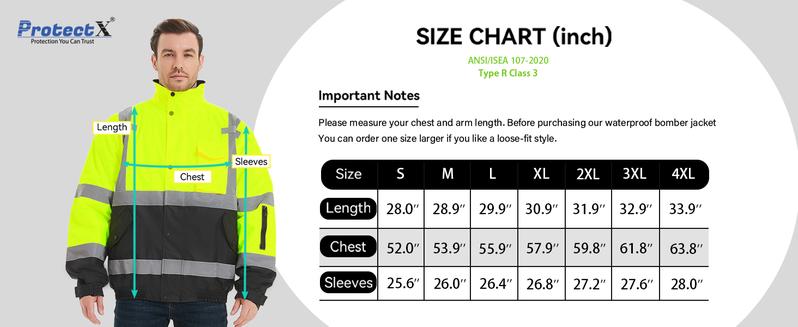 ProtectX®
Protection You Can Trust
Length
Chest
Sleeves
SIZE CHART (inch)
ANSI/ISEA 107-2020
Type R Class 3
Important Notes
Please measure your chest and arm length. Before purchasing our waterproof bomber jacket
You can order one size larger if you like a loose-fit style.
Size S M L XL 2XL 3XL 4XL
Length 28.0′′ 28.9′′ 29.9′′ 30.9′′ 31.9′′ 32.9′′ 33.9′′
Chest 52.0′′ 53.9′′ 55.9′′ 57.9′′ 59.8′′ 61.8′′ 63.8′′
Sleeves 25.6′′ 26.0′′ 26.4′′ 26.8′′ 27.2′′ 27.6′′ 28.0′′